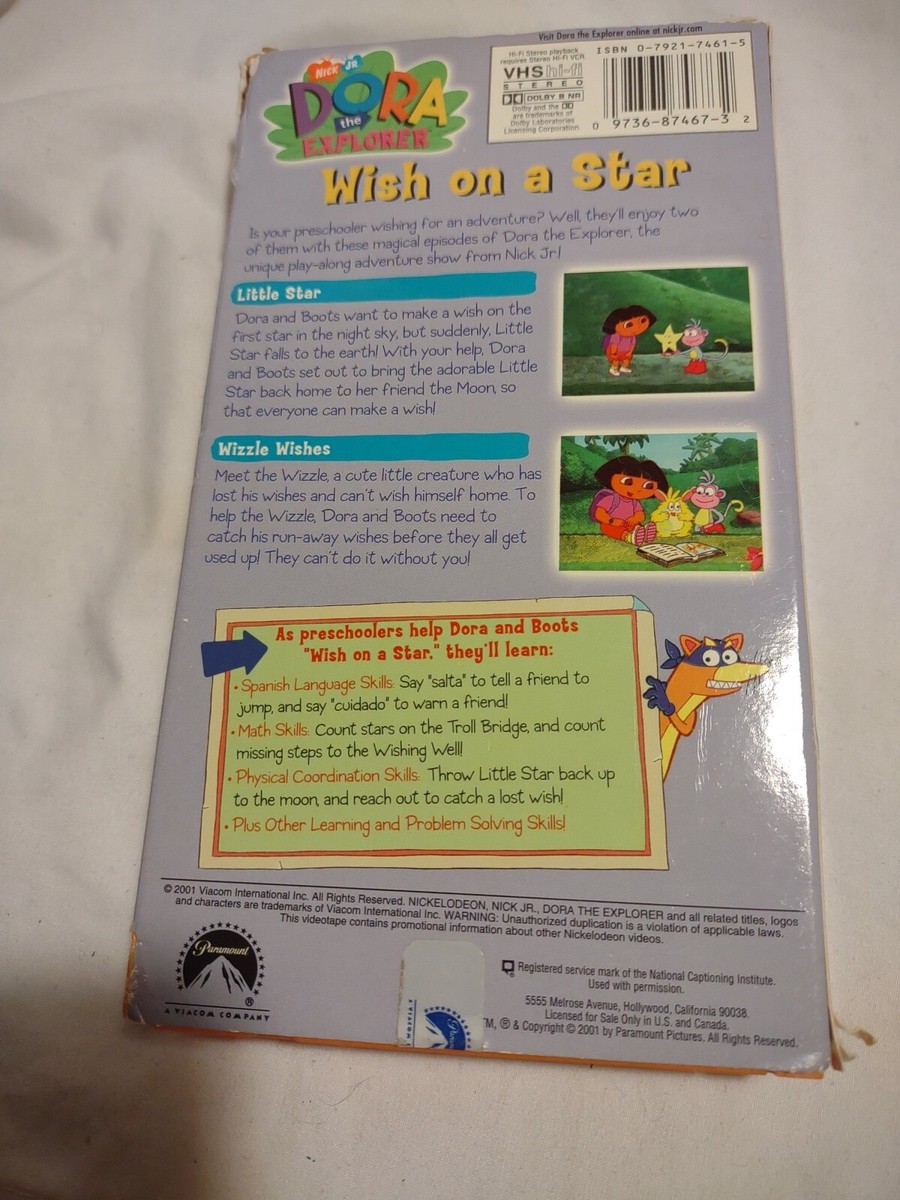 Visit Dora the Explorer online at nickjr.com
NICK JR.
DORA
the
EXPLORER
Hi-Fi Stereo playback
requires Stereo Hi-Fi VCR.
VHS hi-fi
STEREO
DOLBY B NR
Dolby and the
are trademarks of
Dolby Laboratories
Licensing Corporation
ISBN 0-7921-7461-5
0 9736-87467-3 2
Wish on a Star
Is your preschooler wishing for an adventure? Well, they'll enjoy two
of them with these magical episodes of Dora the Explorer, the
unique play-along adventure show from Nick Jr!
Little Star
Dora and Boots want to make a wish on the
first star in the night sky, but suddenly, Little
Star falls to the earth! With your help, Dora
and Boots set out to bring the adorable Little
Star back home to her friend the Moon, so
that everyone can make a wish!
Wizzle Wishes
Meet the Wizzle, a cute little creature who has
lost his wishes and can't wish himself home. To
help the Wizzle, Dora and Boots need to
catch his run-away wishes before they all get
used up! They can't do it without you!
As preschoolers help Dora and Boots
"Wish on a Star," they'll learn:
• Spanish Language Skills: Say "salta" to tell a friend to
jump, and say "cuidado" to warn a friend!
• Math Skills: Count stars on the Troll Bridge, and count
missing steps to the Wishing Well!
• Physical Coordination Skills: Throw Little Star back up
to the moon, and reach out to catch a lost wish!
• Plus Other Learning and Problem Solving Skills!
© 2001 Viacom International Inc. All Rights Reserved. NICKELODEON, NICK JR., DORA THE EXPLORER and all related titles, logos
and characters are trademarks of Viacom International Inc. WARNING: Unauthorized duplication is a violation of applicable laws.
This videotape contains promotional information about other Nickelodeon videos.
Paramount
®
A VIACOM COMPANY
Registered service mark of the National Captioning Institute.
Used with permission.
5555 Melrose Avenue, Hollywood, California 90038.
Licensed for Sale Only in U.S. and Canada.
TM, ® & Copyright © 2001 by Paramount Pictures. All Rights Reserved.